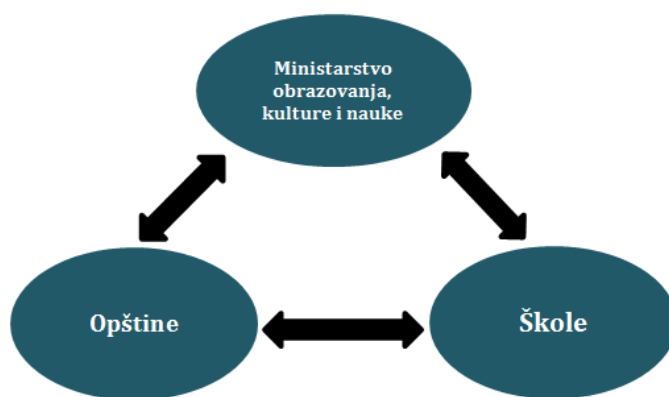 Ministarstvo
obrazovanja,
kulture i nauke
Opštine
Škole